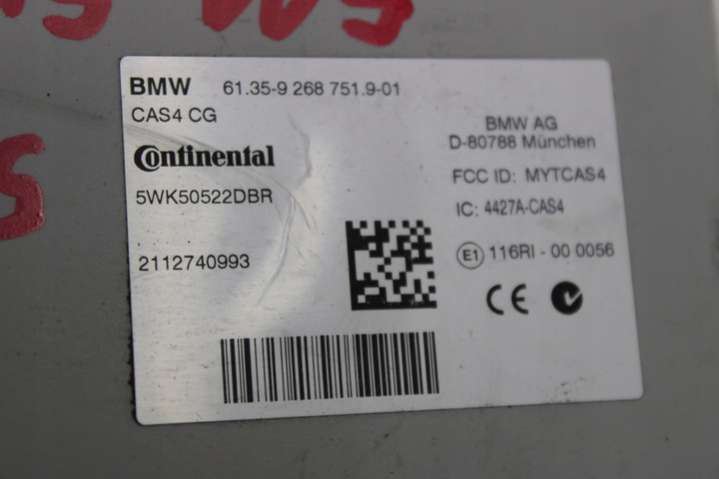 BMW 61.35-9 268 751.9-01
CAS4 CG
Continental
5WK50522DBR
2112740993
BMW AG
D-80788 München
FCC ID: MYTCAS4
IC: 4427A-CAS4
E1 116RI - 00 0056
CE